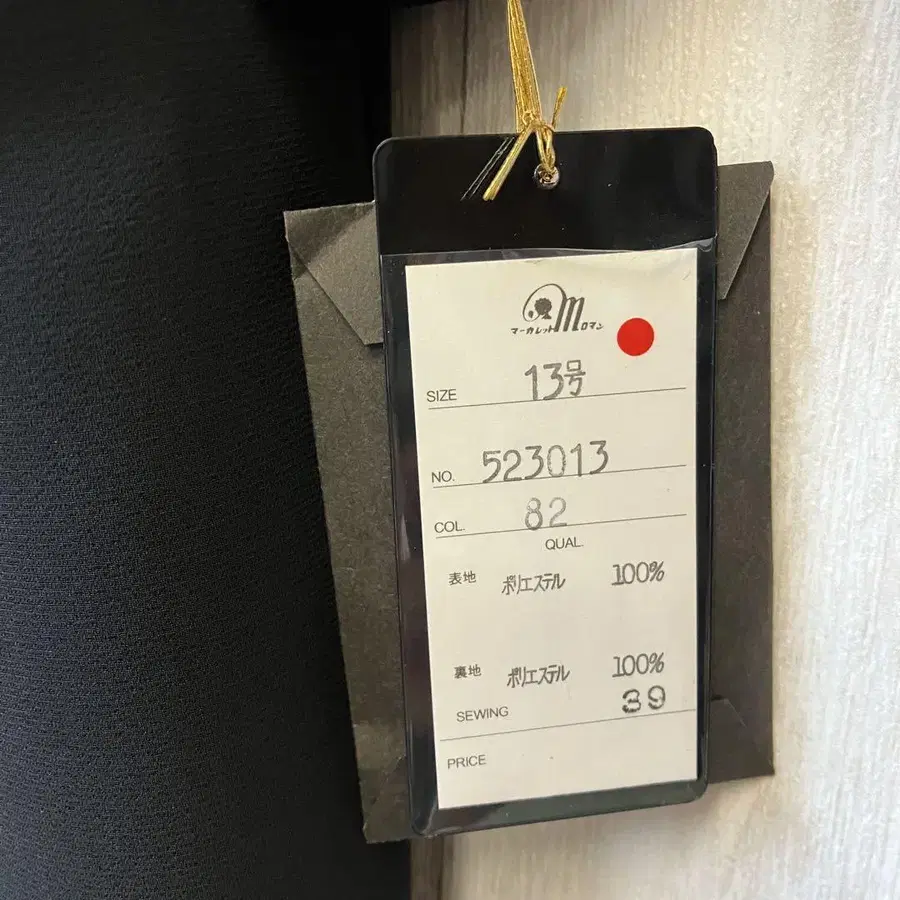 m
マーガレット ロマン
SIZE 13号
NO. 523013
COL. 82
QUAL.
表地 ポリエステル 100%
裏地 ポリエステル 100%
SEWING 39
PRICE